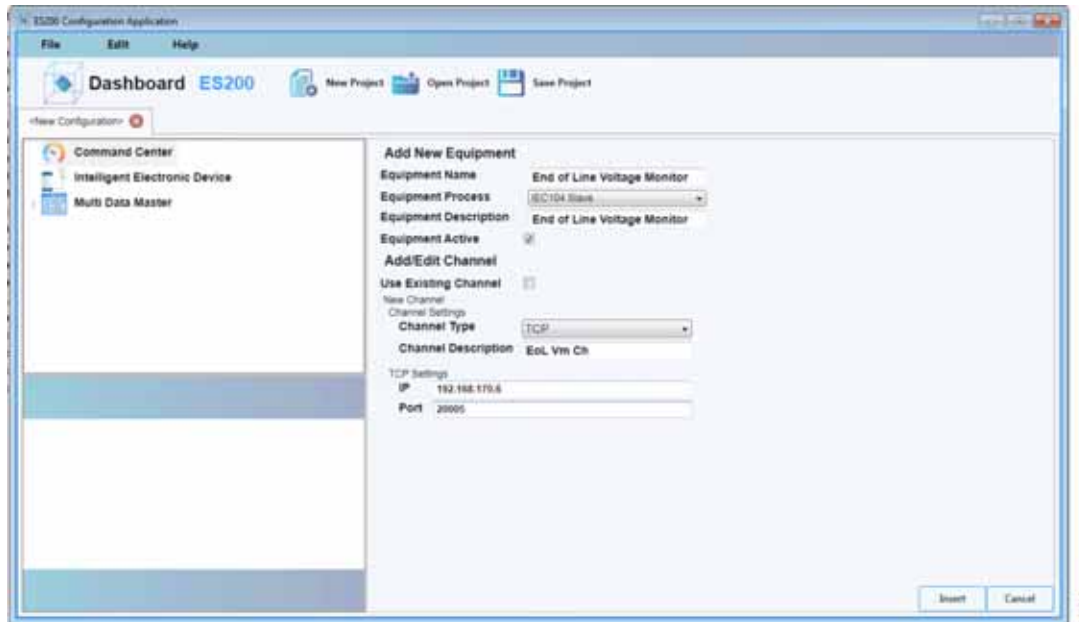 ES200 Configuration Application
File Edit Help
Dashboard ES200 New Project Open Project Save Project
<New Configuration>
Command Center
Intelligent Electronic Device
Multi Data Master
Add New Equipment
Equipment Name End of Line Voltage Monitor
Equipment Process IEC104 Slave
Equipment Description End of Line Voltage Monitor
Equipment Active
Add/Edit Channel
Use Existing Channel
New Channel
Channel Settings
Channel Type TCP
Channel Description EoL Vm Ch
TCP Settings
IP 192.168.170.6
Port 20005
Insert Cancel